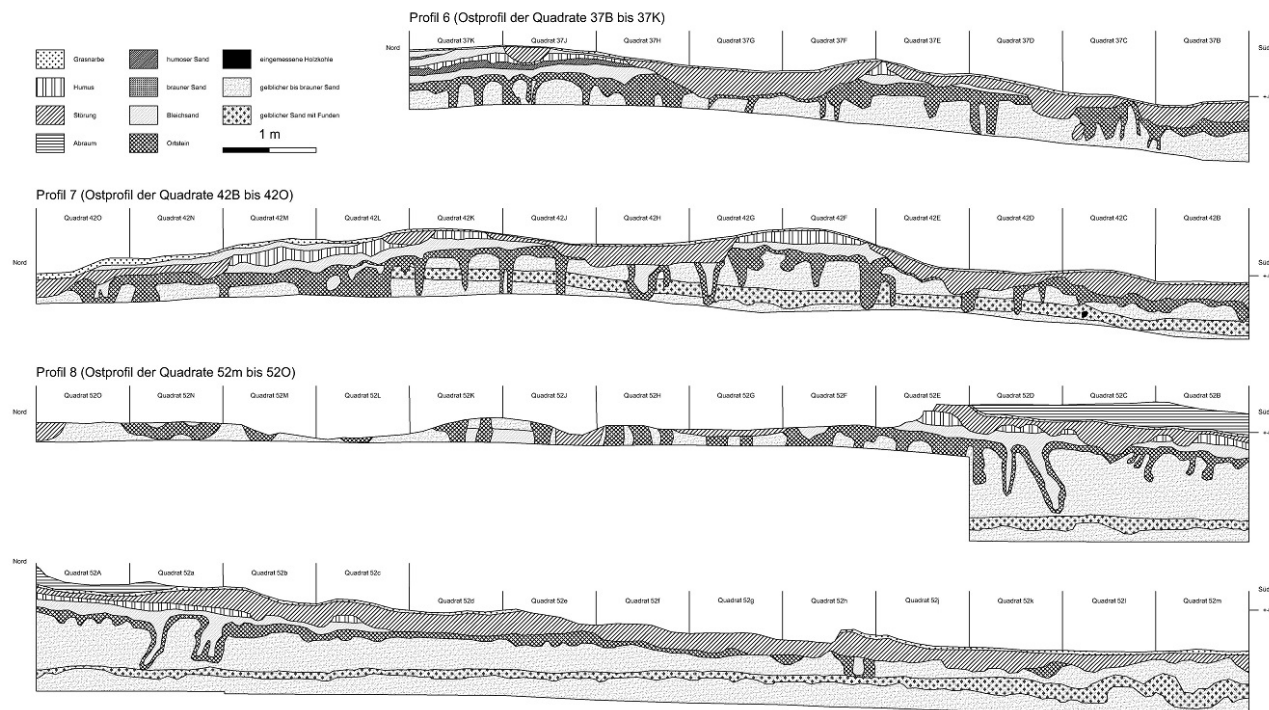 Profil 6 (Ostprofil der Quadrate 37B bis 37K)
Nord Quadrat 37K Quadrat 37J Quadrat 37H Quadrat 37G Quadrat 37F Quadrat 37E Quadrat 37D Quadrat 37C Quadrat 37B
Grasnarbe humoser Sand eingemessene Holzkohle
Humus brauner Sand gelblicher bis brauner Sand
Störung Bleichsand gelblicher Sand mit Funden
Abraum Ortstein 1 m
Profil 7 (Ostprofil der Quadrate 42B bis 42O)
Quadrat 42O Quadrat 42N Quadrat 42M Quadrat 42L Quadrat 42K Quadrat 42J Quadrat 42H Quadrat 42G Quadrat 42F Quadrat 42E Quadrat 42D Quadrat 42C Quadrat 42B
Nord
Profil 8 (Ostprofil der Quadrate 52m bis 52O)
Quadrat 52O Quadrat 52N Quadrat 52M Quadrat 52L Quadrat 52K Quadrat 52J Quadrat 52H Quadrat 52G Quadrat 52F Quadrat 52E Quadrat 52D Quadrat 52C Quadrat 52B
Nord
Nord
Quadrat 52A Quadrat 52a Quadrat 52b Quadrat 52c
Quadrat 52d Quadrat 52e Quadrat 52f Quadrat 52g Quadrat 52h Quadrat 52j Quadrat 52k Quadrat 52l Quadrat 52m